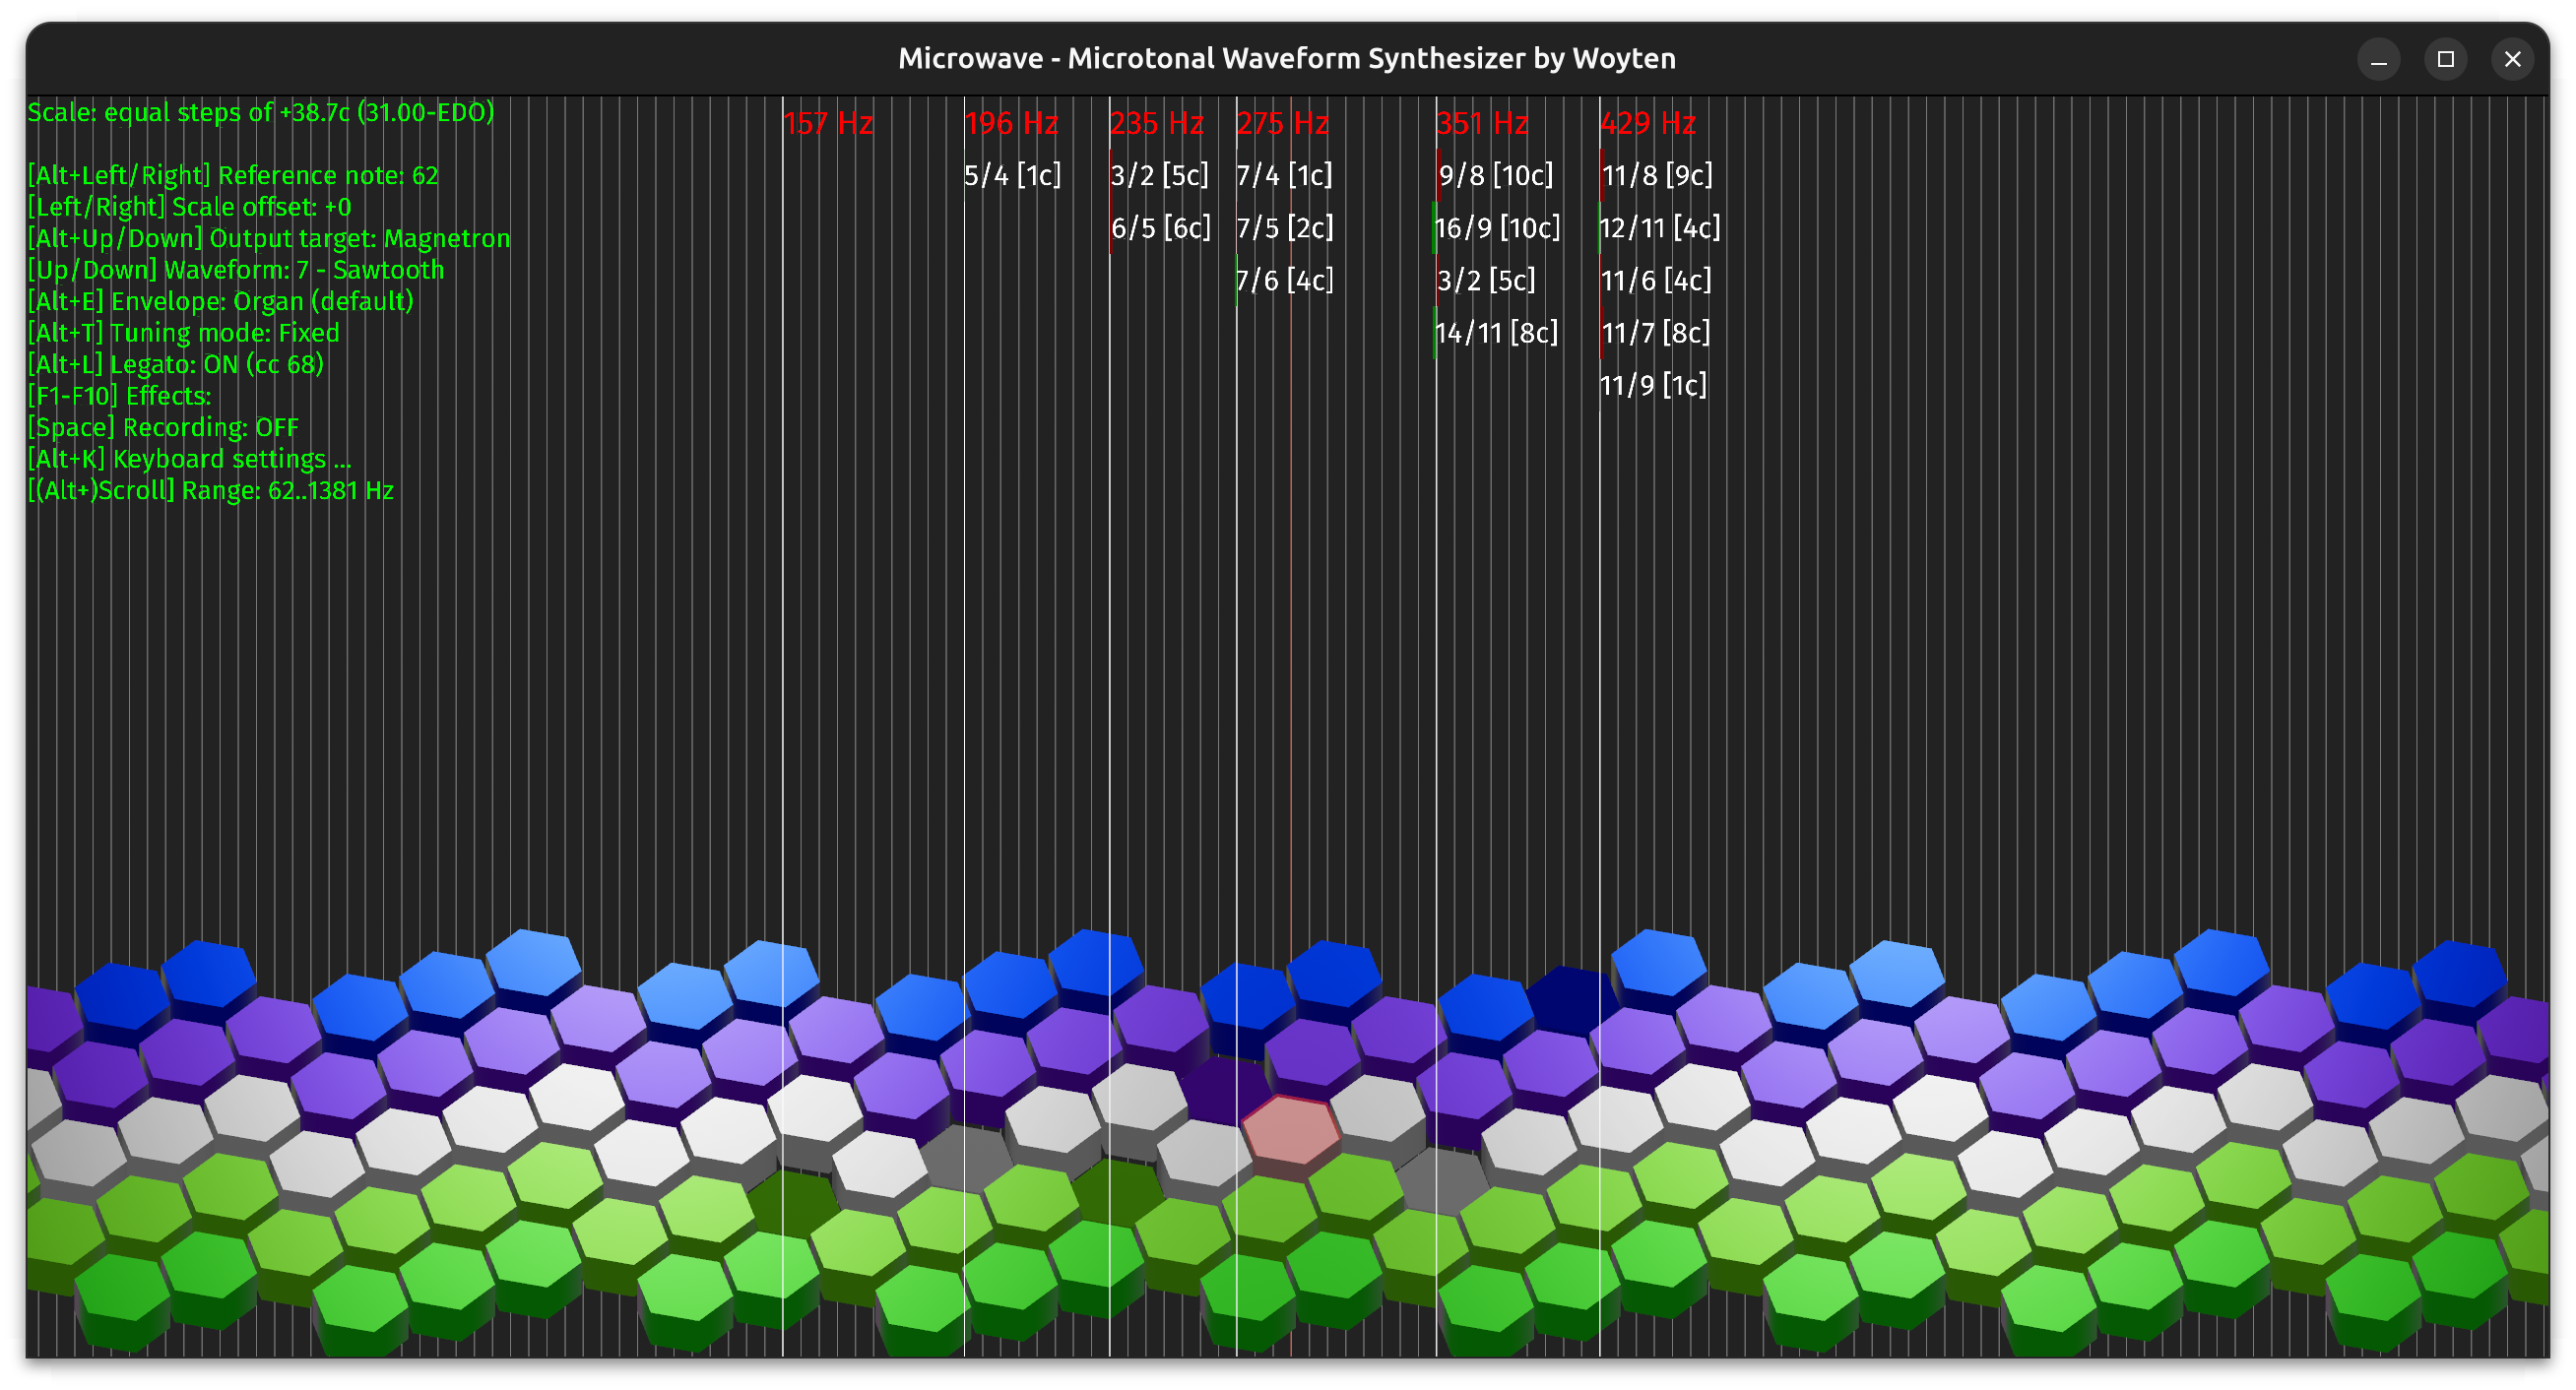 Microwave - Microtonal Waveform Synthesizer by Woyten
Scale: equal steps of +38.7c (31.00-EDO)
[Alt+Left/Right] Reference note: 62
[Left/Right] Scale offset: +0
[Alt+Up/Down] Output target: Magnetron
[Up/Down] Waveform: 7 - Sawtooth
[Alt+E] Envelope: Organ (default)
[Alt+T] Tuning mode: Fixed
[Alt+L] Legato: ON (cc 68)
[F1-F10] Effects:
[Space] Recording: OFF
[Alt+K] Keyboard settings ...
[(Alt+)Scroll] Range: 62..1381 Hz
157 Hz 196 Hz 235 Hz 275 Hz 351 Hz 429 Hz
5/4 [1c] 3/2 [5c] 7/4 [1c] 9/8 [10c] 11/8 [9c]
6/5 [6c] 7/5 [2c] 16/9 [10c] 12/11 [4c]
7/6 [4c] 3/2 [5c] 11/6 [4c]
14/11 [8c] 11/7 [8c]
11/9 [1c]